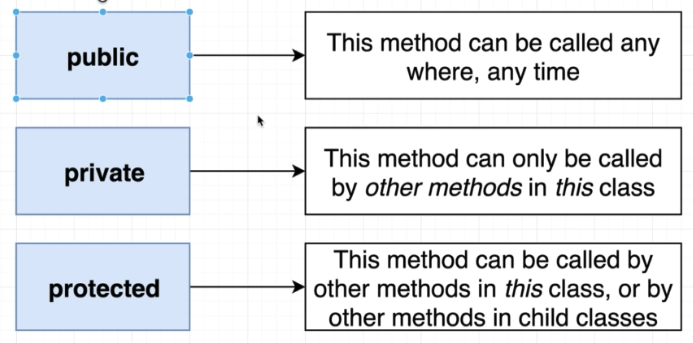 public
This method can be called any
where, any time
private
This method can only be called
by other methods in this class
protected
This method can be called by
other methods in this class, or by
other methods in child classes